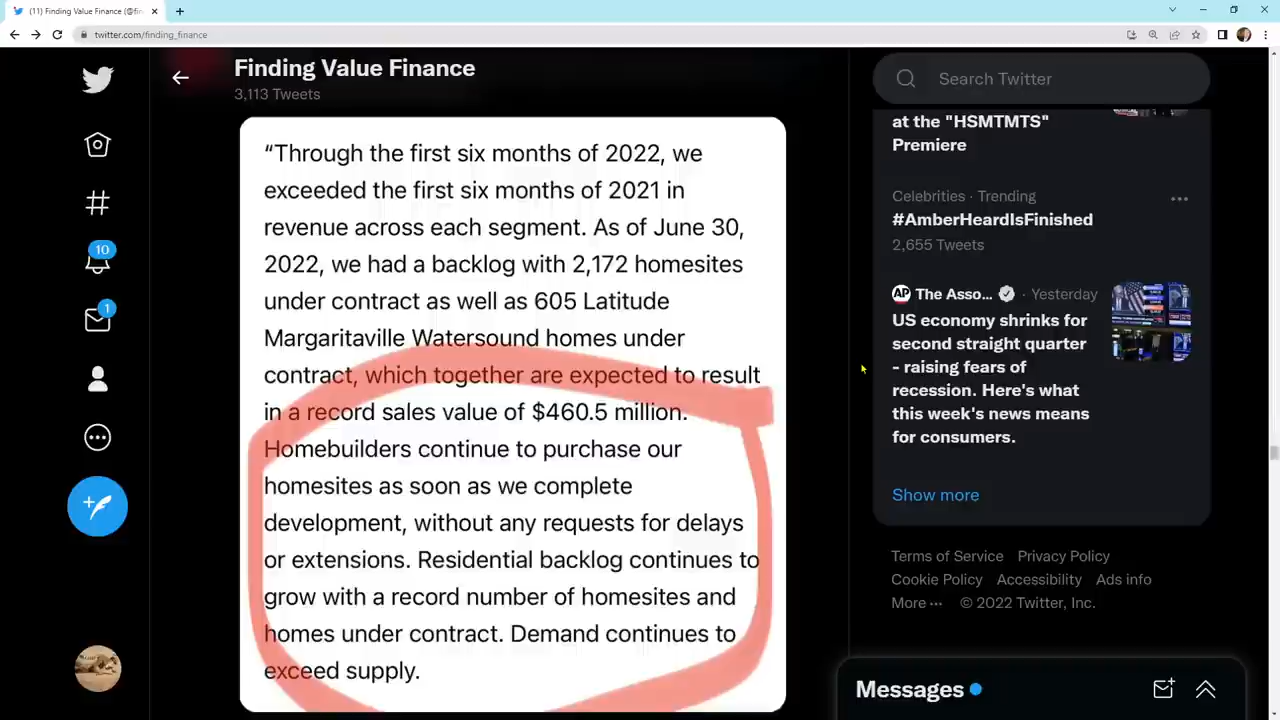 (11) Finding Value Finance (@fin
twitter.com/finding_finance
Finding Value Finance
3,113 Tweets
10
1
“Through the first six months of 2022, we
exceeded the first six months of 2021 in
revenue across each segment. As of June 30,
2022, we had a backlog with 2,172 homesites
under contract as well as 605 Latitude
Margaritaville Watersound homes under
contract, which together are expected to result
in a record sales value of $460.5 million.
Homebuilders continue to purchase our
homesites as soon as we complete
development, without any requests for delays
or extensions. Residential backlog continues to
grow with a record number of homesites and
homes under contract. Demand continues to
exceed supply.
Search Twitter
at the "HSMTMTS"
Premiere
Celebrities · Trending
#AmberHeardIsFinished
2,655 Tweets
AP The Asso... · Yesterday
US economy shrinks for
second straight quarter
- raising fears of
recession. Here's what
this week's news means
for consumers.
Show more
Terms of Service Privacy Policy
Cookie Policy Accessibility Ads info
More ··· © 2022 Twitter, Inc.
Messages